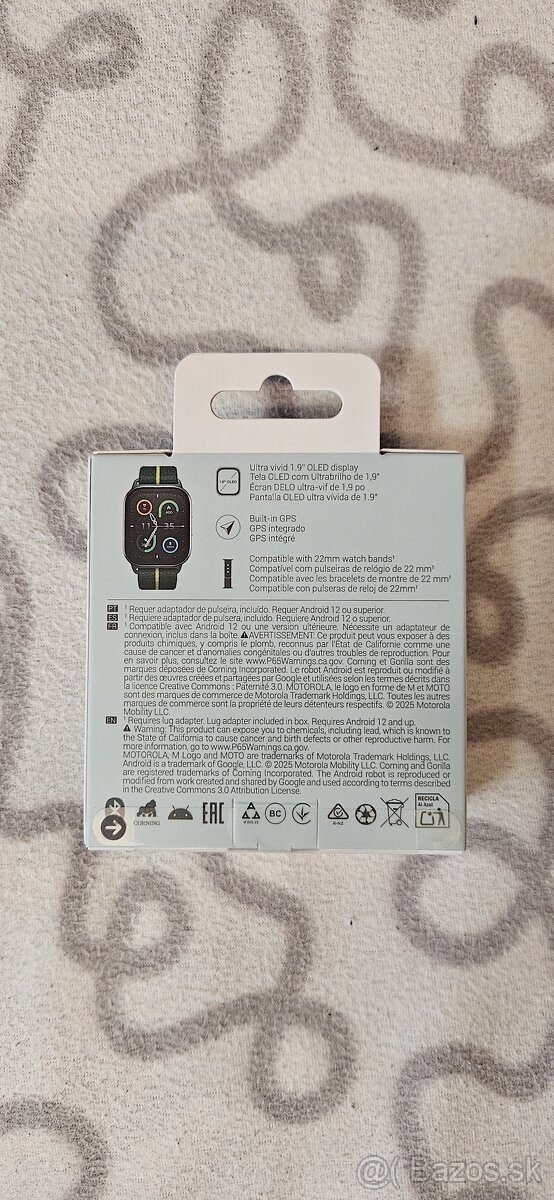 Ultra vivid 1.9" OLED display
Tela OLED com Ultrabrilho de 1,9"
Écran DELO ultra-vif de 1,9 po
Pantalla OLED ultra vívida de 1.9"
1.9" OLED
Built-in GPS
GPS integrado
GPS intégré
Compatible with 22mm watch bands¹
Compatível com pulseiras de relógio de 22 mm¹
Compatible avec les bracelets de montre de 22 mm¹
Compatible con pulseras de reloj de 22mm¹
PT ¹ Requer adaptador de pulseira, incluído. Requer Android 12 ou superior.
ES ¹ Requiere adaptador de pulsera, incluido. Requiere Android 12 o superior.
FR ¹ Compatible avec Android 12 ou une version ultérieure. Nécessite un adaptateur de
connexion, inclus dans la boîte. ⚠AVERTISSEMENT: Ce produit peut vous exposer à des
produits chimiques, y compris le plomb, reconnus par l'État de Californie comme une
cause de cancer et d'anomalies congénitales ou d'autres troubles de reproduction. Pour
en savoir plus, consultez le site www.P65Warnings.ca.gov. Corning et Gorilla sont des
marques déposées de Corning Incorporated. Le robot Android est reproduit ou modifié à
partir des œuvres créées et partagées par Google et utilisées selon les termes décrits dans
la licence Creative Commons : Paternité 3.0. MOTOROLA, le logo en forme de M et MOTO
sont des marques de commerce de Motorola Trademark Holdings, LLC. Toutes les autres
marques de commerce sont la propriété de leurs détenteurs respectifs. © 2025 Motorola
Mobility LLC.
EN ¹ Requires lug adapter. Lug adapter included in box. Requires Android 12 and up.
⚠ Warning: This product can expose you to chemicals, including lead, which is known to
the State of California to cause cancer and birth defects or other reproductive harm. For
more information, go to www.P65Warnings.ca.gov.
MOTOROLA, M Logo and MOTO are trademarks of Motorola Trademark Holdings, LLC.
Android is a trademark of Google, LLC. © 2025 Motorola Mobility LLC. Corning and Gorilla
are registered trademarks of Corning Incorporated. The Android robot is reproduced or
modified from work created and shared by Google and used according to terms described
in the Creative Commons 3.0 Attribution License.
CORNING
EAC
BC
R-NZ
RECICLA
Al Azul
Bazos.sk